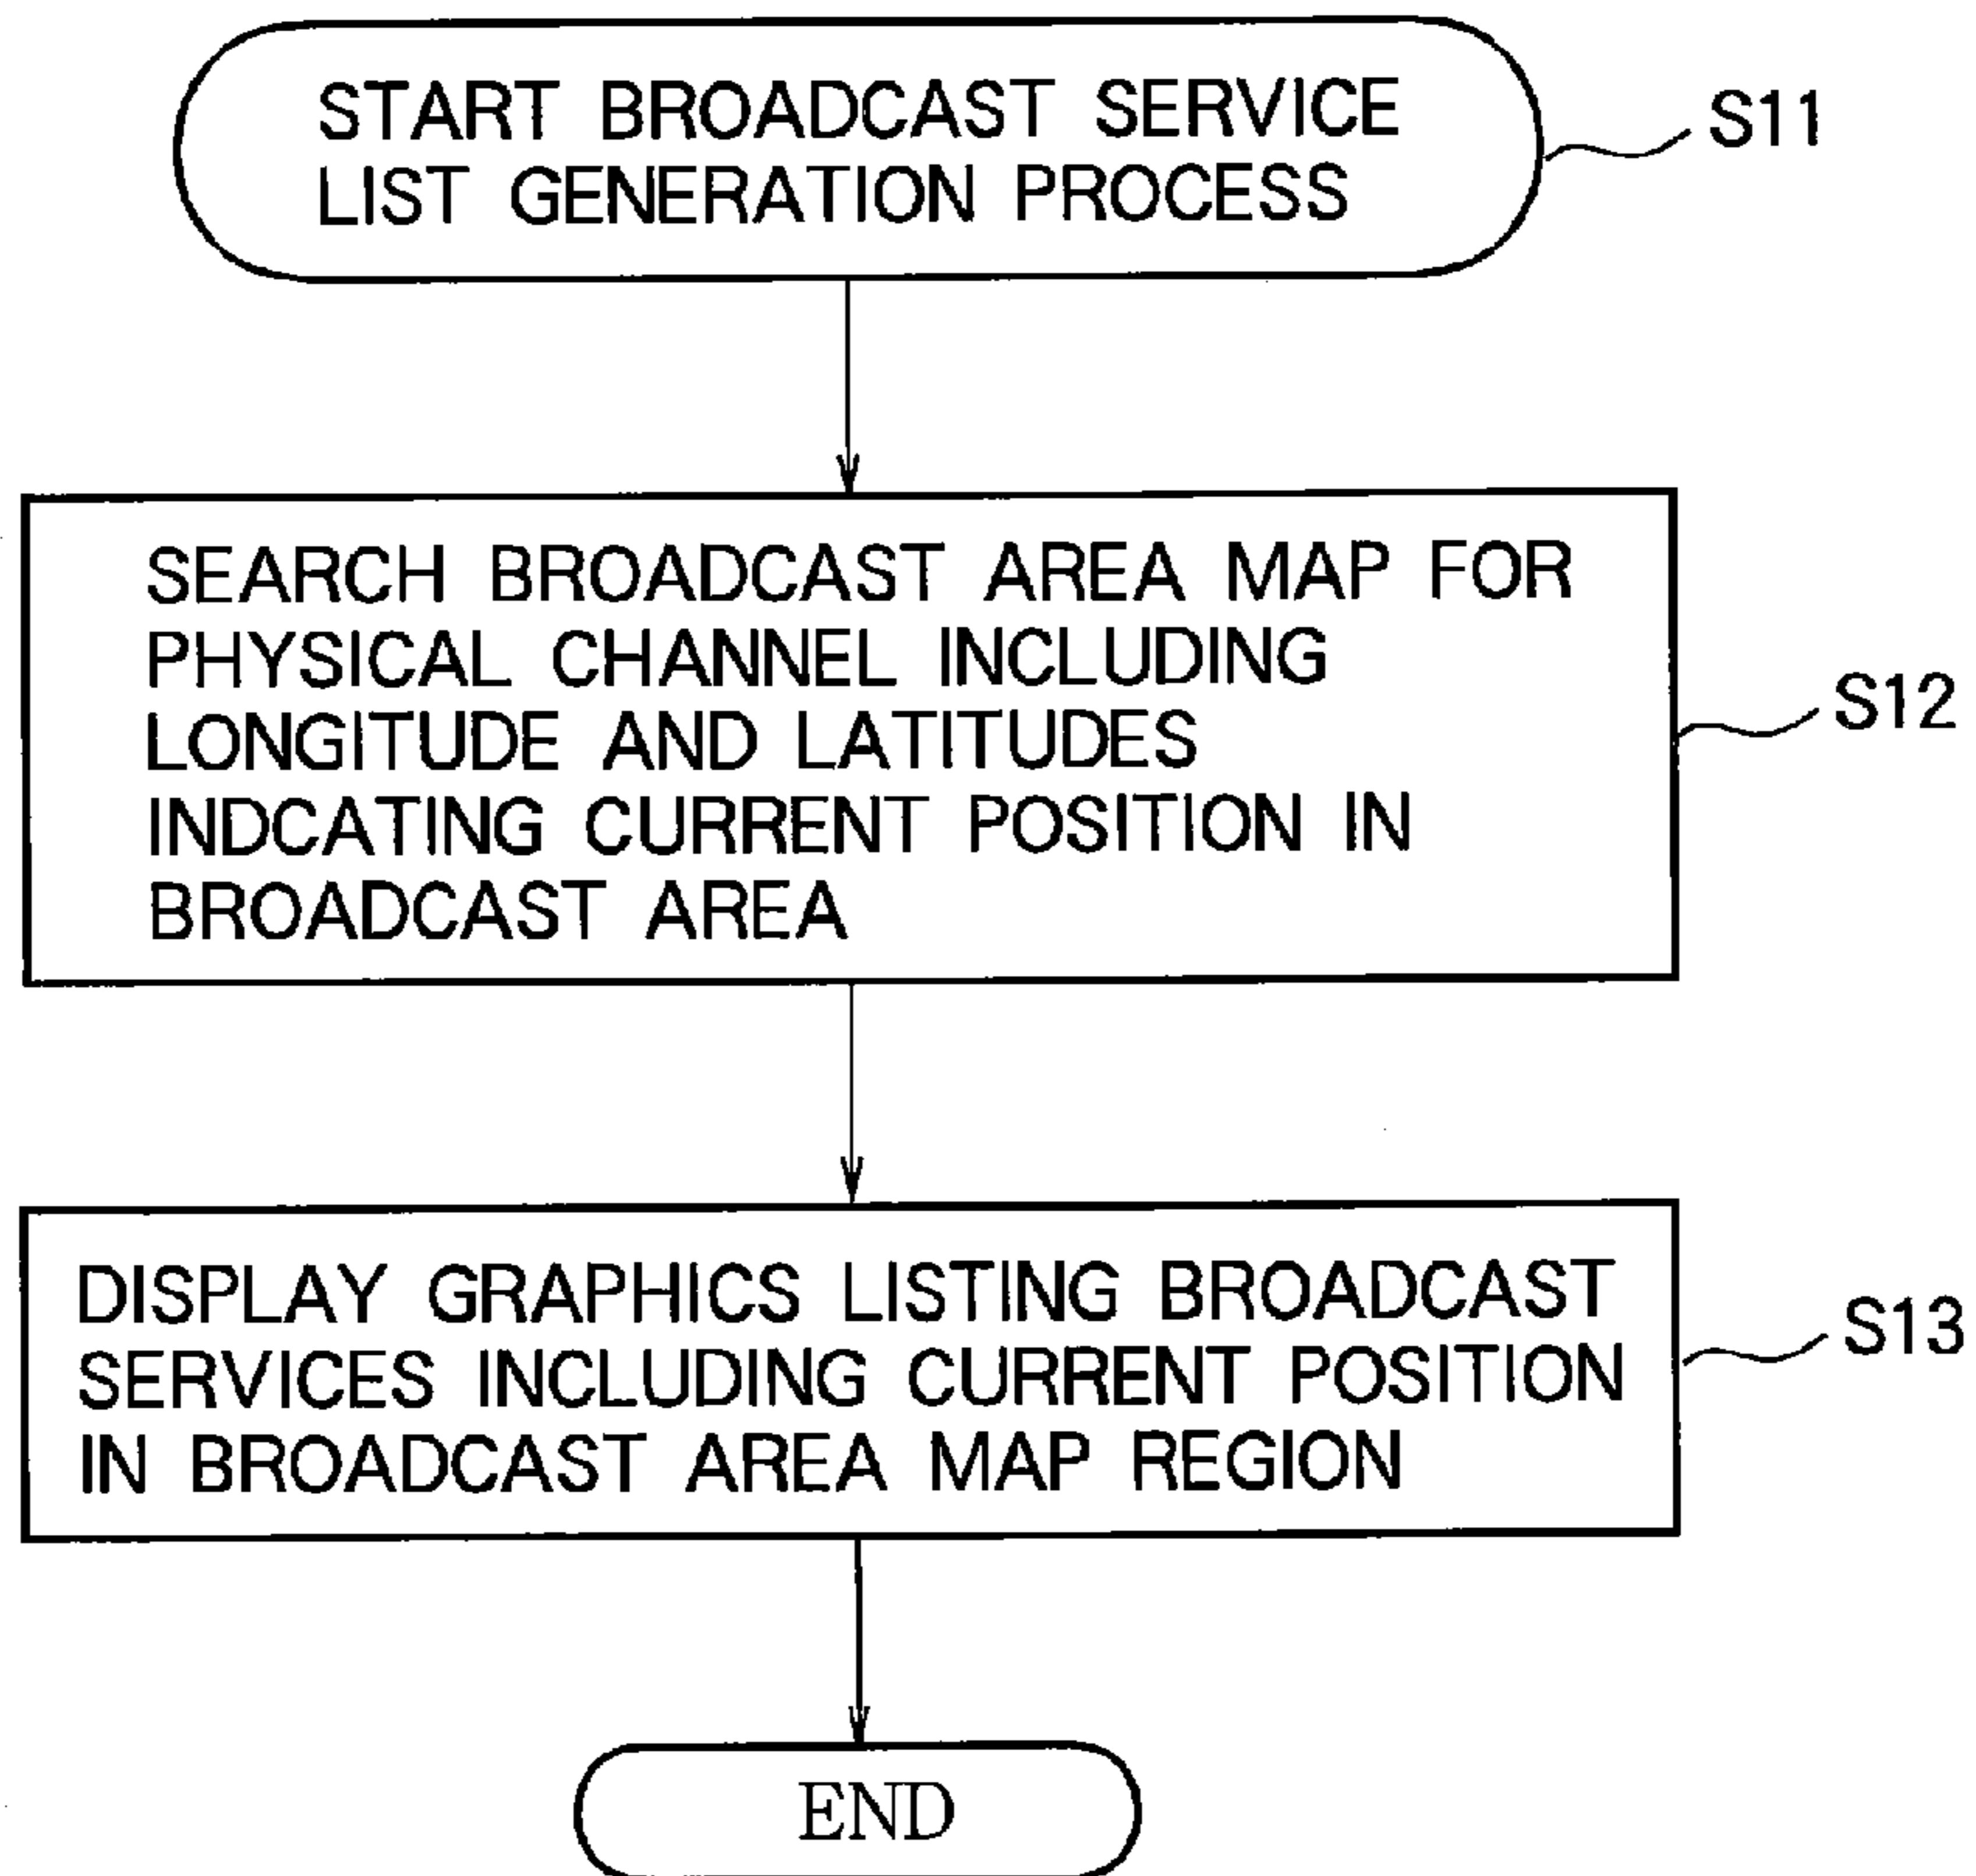 START BROADCAST SERVICE
LIST GENERATION PROCESS
S11
SEARCH BROADCAST AREA MAP FOR
PHYSICAL CHANNEL INCLUDING
LONGITUDE AND LATITUDES
INDCATING CURRENT POSITION IN
BROADCAST AREA
S12
DISPLAY GRAPHICS LISTING BROADCAST
SERVICES INCLUDING CURRENT POSITION
IN BROADCAST AREA MAP REGION
S13
END